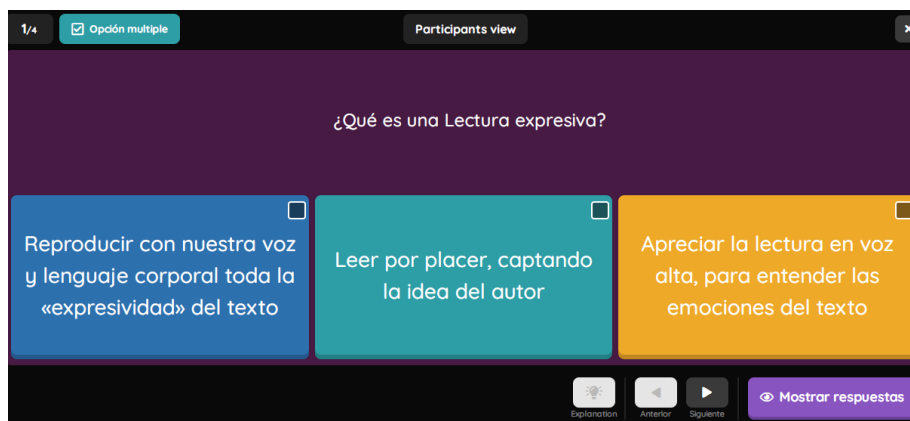 1/4
Opción multiple
Participants view
¿Qué es una Lectura expresiva?
Reproducir con nuestra voz
y lenguaje corporal toda la
«expresividad» del texto
Leer por placer, captando
la idea del autor
Apreciar la lectura en voz
alta, para entender las
emociones del texto
Explanation
Anterior
Siguiente
Mostrar respuestas